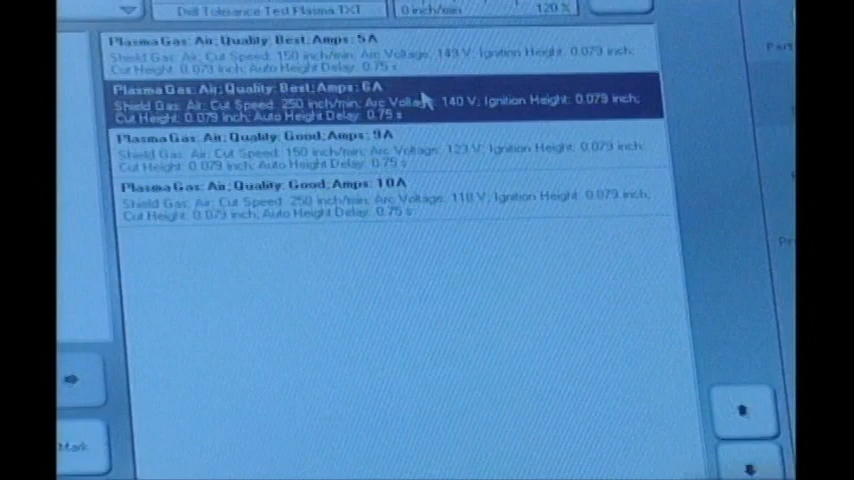 Dell Tolerance Test Plasma.TXT
0 inch/min 120 %
Plasma Gas: Air; Quality: Best; Amps: 5A
Shield Gas: Air; Cut Speed: 150 inch/min; Arc Voltage: 149 V; Ignition Height: 0.079 inch;
Cut Height: 0.079 inch; Auto Height Delay: 0.75 s
Plasma Gas: Air; Quality: Best; Amps: 6A
Shield Gas: Air; Cut Speed: 250 inch/min; Arc Voltage: 140 V; Ignition Height: 0.079 inch;
Cut Height: 0.079 inch; Auto Height Delay: 0.75 s
Plasma Gas: Air; Quality: Good; Amps: 9A
Shield Gas: Air; Cut Speed: 150 inch/min; Arc Voltage: 123 V; Ignition Height: 0.079 inch;
Cut Height: 0.079 inch; Auto Height Delay: 0.75 s
Plasma Gas: Air; Quality: Good; Amps: 10A
Shield Gas: Air; Cut Speed: 250 inch/min; Arc Voltage: 118 V; Ignition Height: 0.079 inch;
Cut Height: 0.079 inch; Auto Height Delay: 0.75 s
Part
Mark